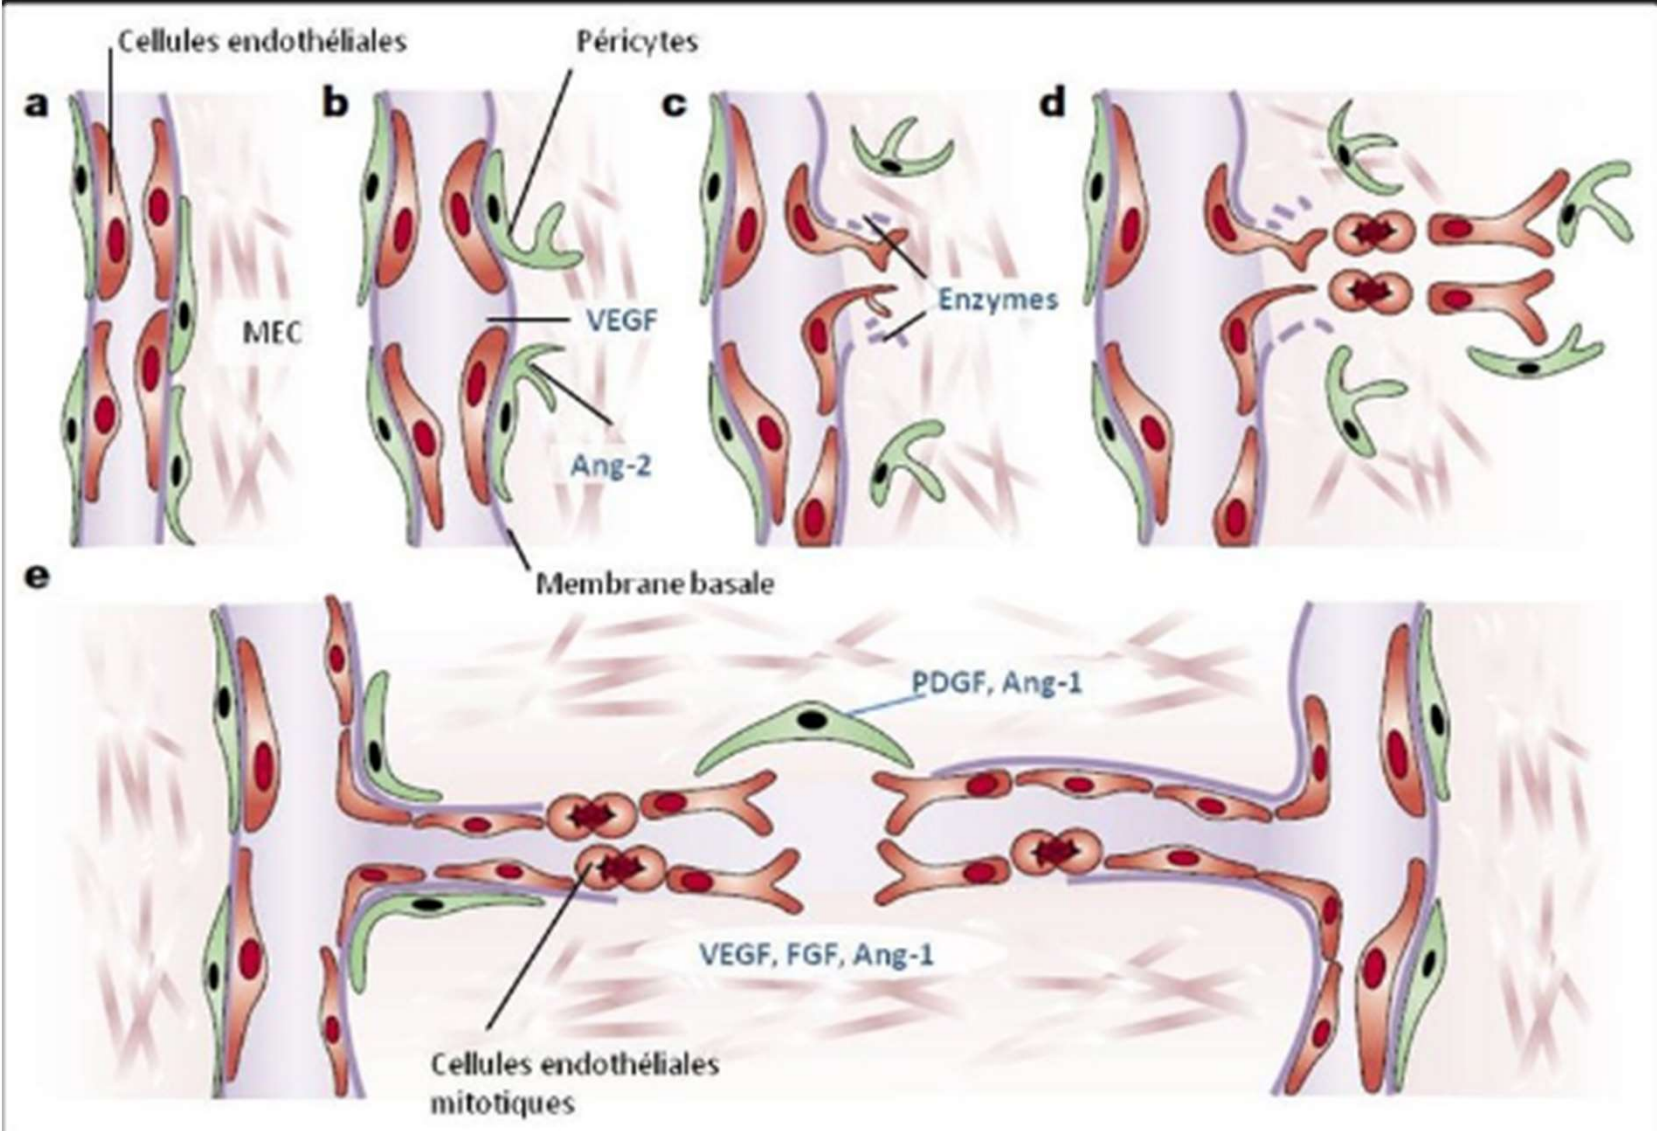 Cellules endothéliales
Péricytes
a
b
c
d
MEC
VEGF
Enzymes
Ang-2
Membrane basale
e
PDGF, Ang-1
VEGF, FGF, Ang-1
Cellules endothéliales
mitotiques